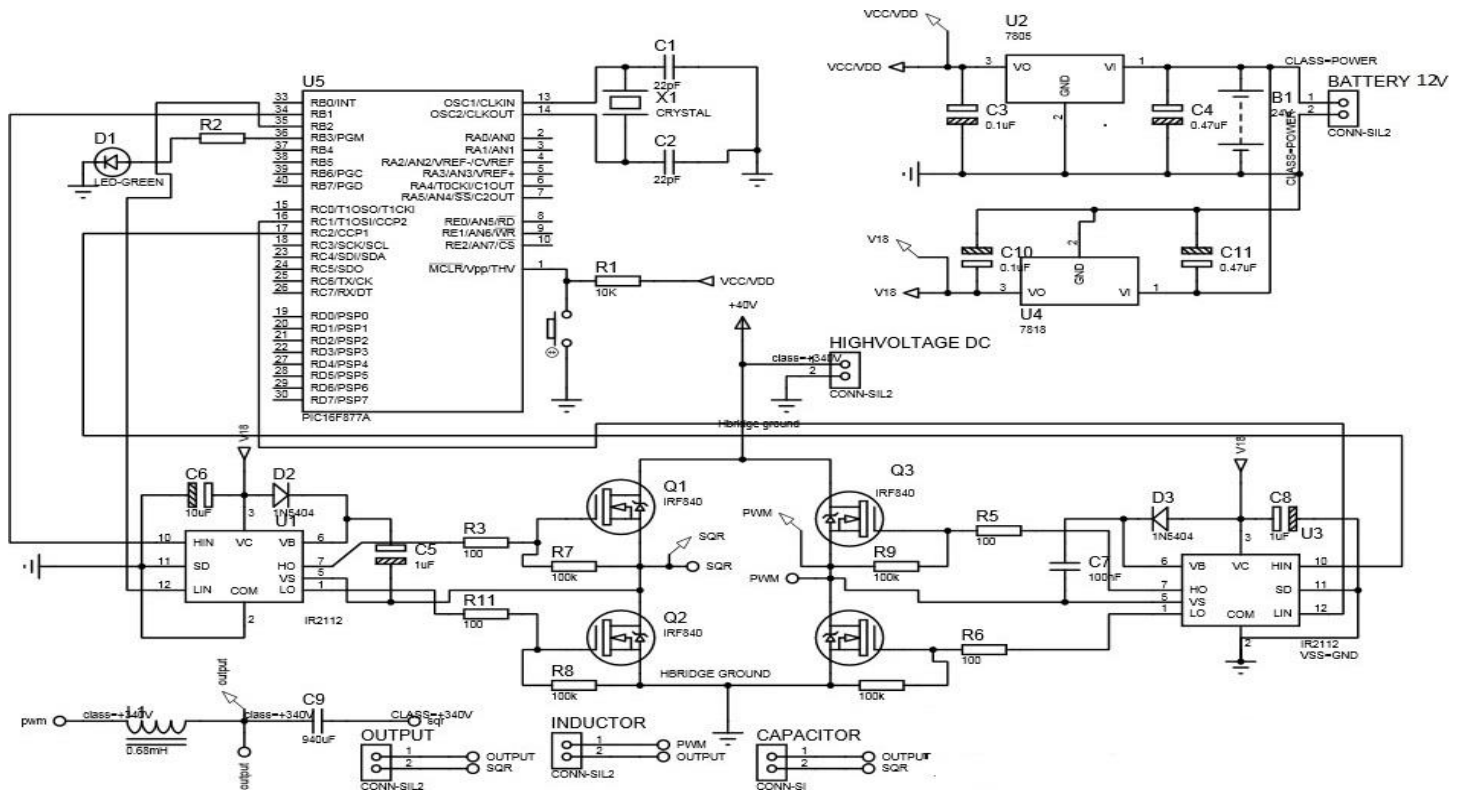 VCC/VDD
U2
7805
VCC/VDD
3
VO
VI
1
GND
2
C3
0.1uF
C4
0.47uF
B1
24V
CLASS=POWER
CLASS=POWER
BATTERY 12V
1
2
CONN-SIL2
V18
C10
0.1uF
C11
0.47uF
2
GND
V18
3
VO
VI
1
U4
7818
U5
33 RB0/INT
34 RB1
35 RB2
36 RB3/PGM
37 RB4
38 RB5
39 RB6/PGC
40 RB7/PGD
15 RC0/T1OSO/T1CKI
16 RC1/T1OSI/CCP2
17 RC2/CCP1
18 RC3/SCK/SCL
23 RC4/SDI/SDA
24 RC5/SDO
25 RC6/TX/CK
26 RC7/RX/DT
19 RD0/PSP0
20 RD1/PSP1
21 RD2/PSP2
22 RD3/PSP3
27 RD4/PSP4
28 RD5/PSP5
29 RD6/PSP6
30 RD7/PSP7
OSC1/CLKIN 13
OSC2/CLKOUT 14
RA0/AN0 2
RA1/AN1 3
RA2/AN2/VREF-/CVREF 4
RA3/AN3/VREF+ 5
RA4/T0CKI/C1OUT 6
RA5/AN4/SS/C2OUT 7
RE0/AN5/RD 8
RE1/AN6/WR 9
RE2/AN7/CS 10
MCLR/Vpp/THV 1
PIC16F877A
D1
LED-GREEN
R2
C1
22pF
X1
CRYSTAL
C2
22pF
R1
10K
VCC/VDD
+40V
HIGHVOLTAGE DC
class=+340V
1
2
CONN-SIL2
Hbridge ground
V18
C6
10uF
D2
1N5404
U1
3
10 HIN
VC
VB 6
HO 7
11 SD
VS 5
12 LIN
COM
LO 1
2
IR2112
C5
1uF
R3
100
R7
100k
R11
100
R8
100k
Q1
IRF840
Q2
IRF840
SQR
SQR
PWM
PWM
Q3
IRF840
R9
100k
R5
100
R6
100
100k
HBRIDGE GROUND
C7
100nF
D3
1N5404
V18
C8
1uF
U3
3
6 VB
VC
HIN 10
7 HO
SD 11
5 VS
1 LO
COM
LIN 12
2
IR2112
VSS=GND
pwm
class=+340V
L1
0.68mH
output
class=+340V
output
C9
940uF
CLASS=+340V
sqr
OUTPUT
1 OUTPUT
2 SQR
CONN-SIL2
INDUCTOR
1 PWM
2 OUTPUT
CONN-SIL2
CAPACITOR
1 OUTPUT
2 SQR
CONN-SI